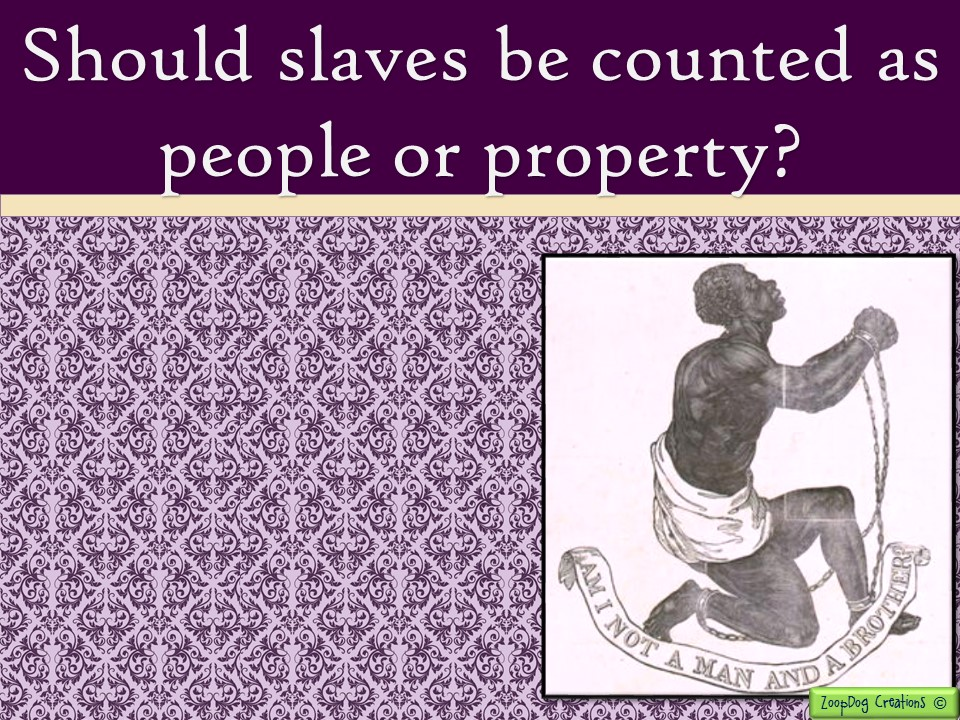 Should slaves be counted as
people or property?
AM I NOT A MAN AND A BROTHER
ZoopDog Creations ©